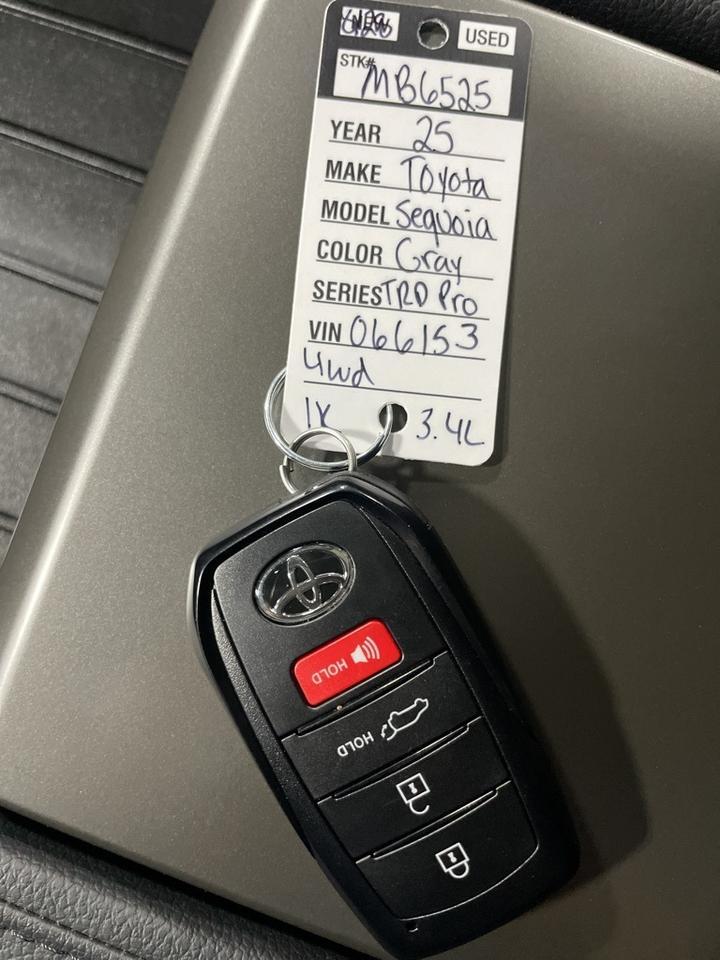 USED
STK# MB6525
YEAR 25
MAKE Toyota
MODEL Sequoia
COLOR Gray
SERIES TRD Pro
VIN 066153
4wd
1K 3.4L
HOLD
HOLD